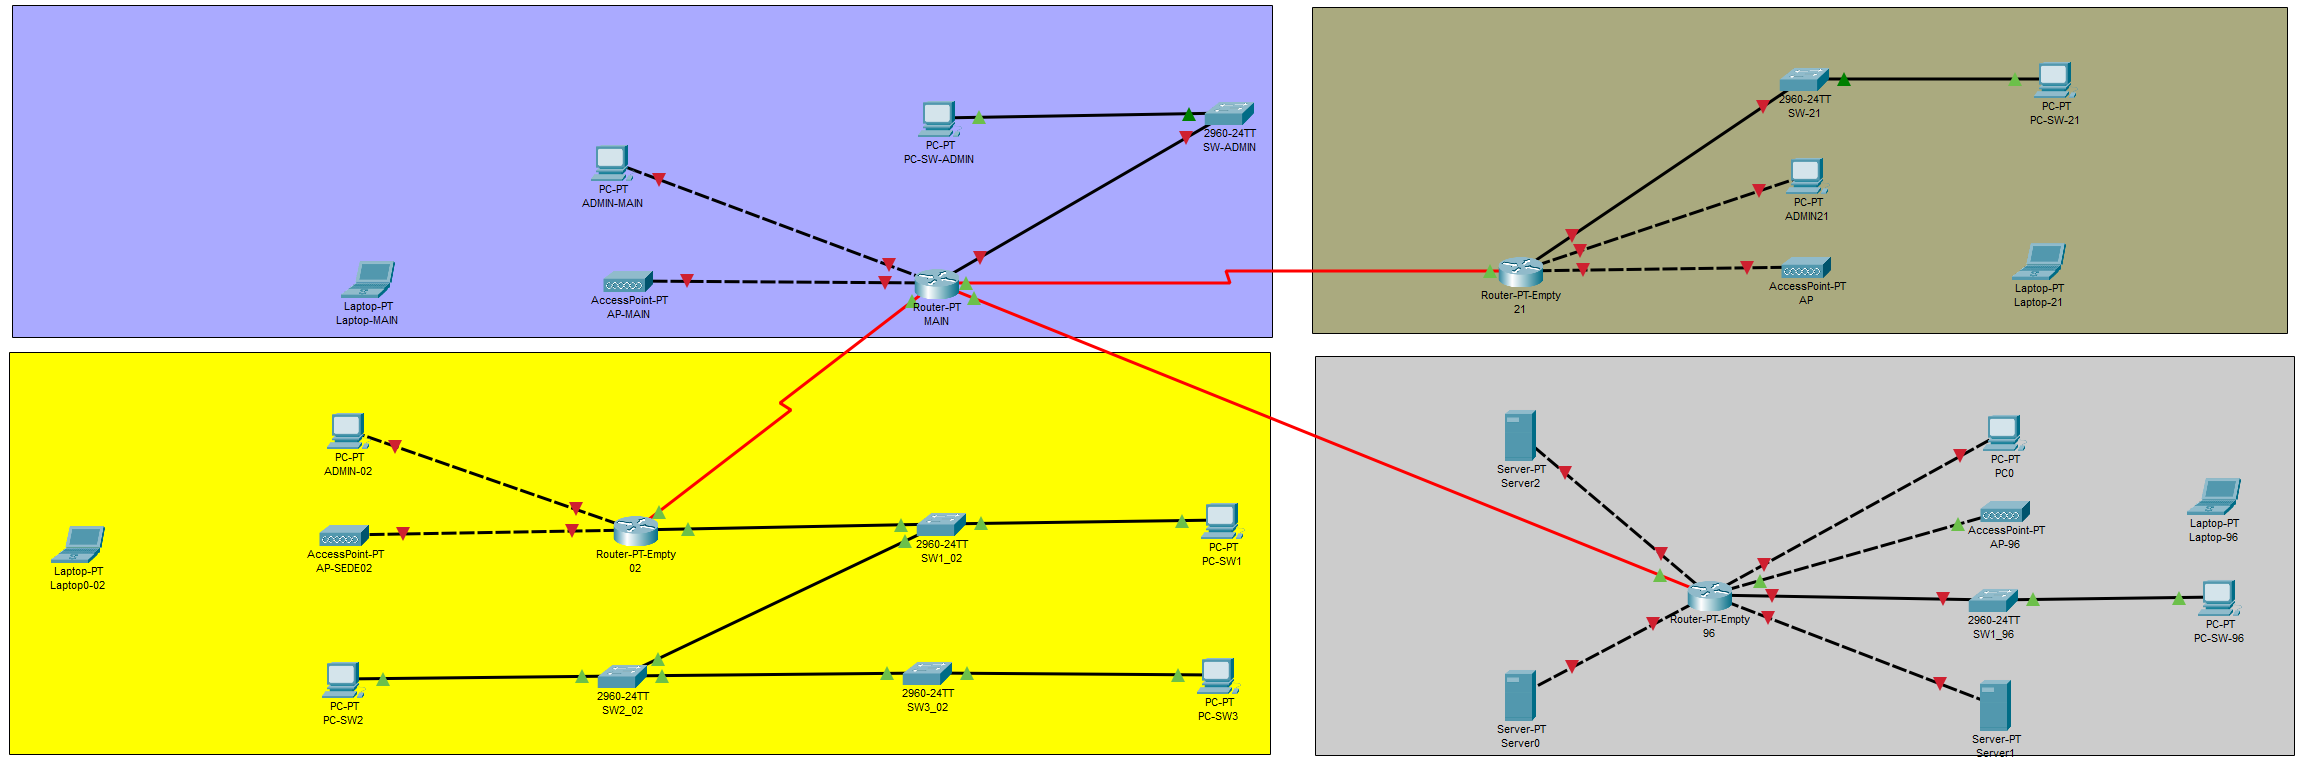 PC-PT
PC-SW-ADMIN
2960-24TT
SW-ADMIN
PC-PT
ADMIN-MAIN
Laptop-PT
Laptop-MAIN
AccessPoint-PT
AP-MAIN
Router-PT
MAIN
2960-24TT
SW-21
PC-PT
PC-SW-21
PC-PT
ADMIN21
Router-PT-Empty
21
AccessPoint-PT
AP
Laptop-PT
Laptop-21
PC-PT
ADMIN-02
Laptop-PT
Laptop0-02
AccessPoint-PT
AP-SEDE02
Router-PT-Empty
02
2960-24TT
SW1_02
PC-PT
PC-SW1
PC-PT
PC-SW2
2960-24TT
SW2_02
2960-24TT
SW3_02
PC-PT
PC-SW3
Server-PT
Server2
PC-PT
PC0
AccessPoint-PT
AP-96
Laptop-PT
Laptop-96
Router-PT-Empty
96
2960-24TT
SW1_96
PC-PT
PC-SW-96
Server-PT
Server0
Server-PT
Server1